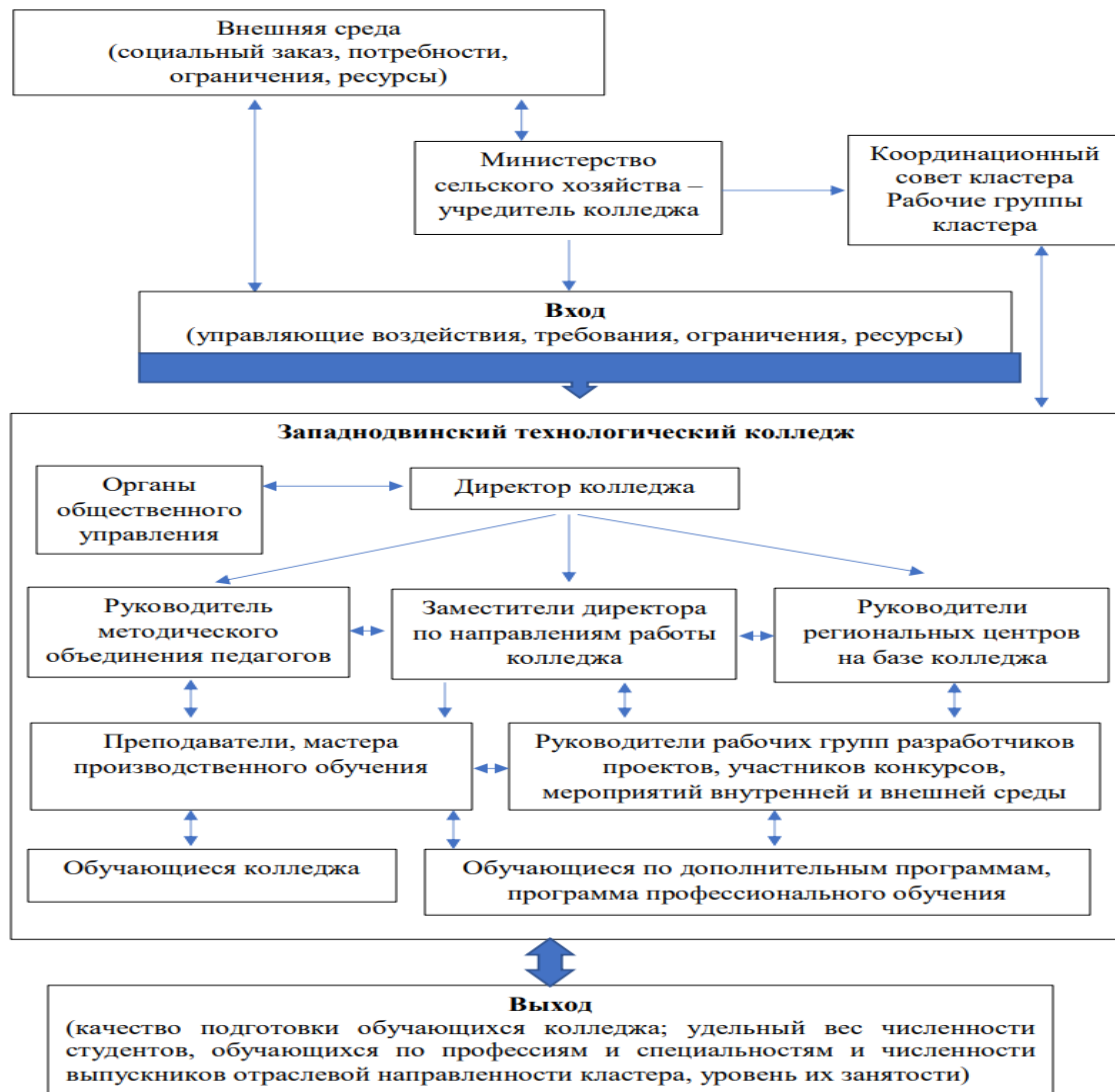 Внешняя среда
(социальный заказ, потребности,
ограничения, ресурсы)
Министерство
сельского хозяйства –
учредитель колледжа
Координационный
совет кластера
Рабочие группы
кластера
Вход
(управляющие воздействия, требования, ограничения, ресурсы)
Западнодвинский технологический колледж
Органы
общественного
управления
Директор колледжа
Руководитель
методического
объединения педагогов
Заместители директора
по направлениям работы
колледжа
Руководители
региональных центров
на базе колледжа
Преподаватели, мастера
производственного обучения
Руководители рабочих групп разработчиков
проектов, участников конкурсов,
мероприятий внутренней и внешней среды
Обучающиеся колледжа
Обучающиеся по дополнительным программам,
программа профессионального обучения
Выход
(качество подготовки обучающихся колледжа; удельный вес численности
студентов, обучающихся по профессиям и специальностям и численности
выпускников отраслевой направленности кластера, уровень их занятости)